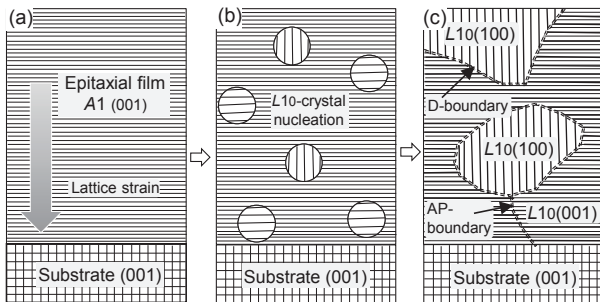 (a)
Epitaxial film
A1 (001)
Lattice strain
Substrate (001)
(b)
L10-crystal
nucleation
Substrate (001)
(c)
L10(100)
D-boundary
L10(100)
AP-
boundary
L10(001)
Substrate (001)